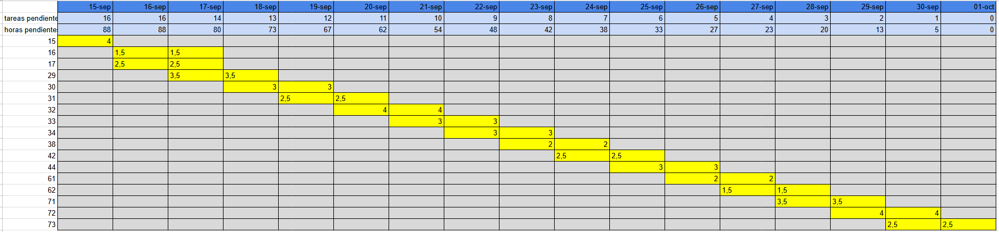 15-sep 16-sep 17-sep 18-sep 19-sep 20-sep 21-sep 22-sep 23-sep 24-sep 25-sep 26-sep 27-sep 28-sep 29-sep 30-sep 01-oct
tareas pendiente 16 16 14 13 12 11 10 9 8 7 6 5 4 3 2 1 0
horas pendientes 88 88 80 73 67 62 54 48 42 38 33 27 23 20 13 5 0
15 4
16 1,5 1,5
17 2,5 2,5
29 3,5 3,5
30 3 3
31 2,5 2,5
32 4 4
33 3 3
34 3 3
38 2 2
42 2,5 2,5
44 3 3
61 2 2
62 1,5 1,5
71 3,5 3,5
72 4 4
73 2,5 2,5